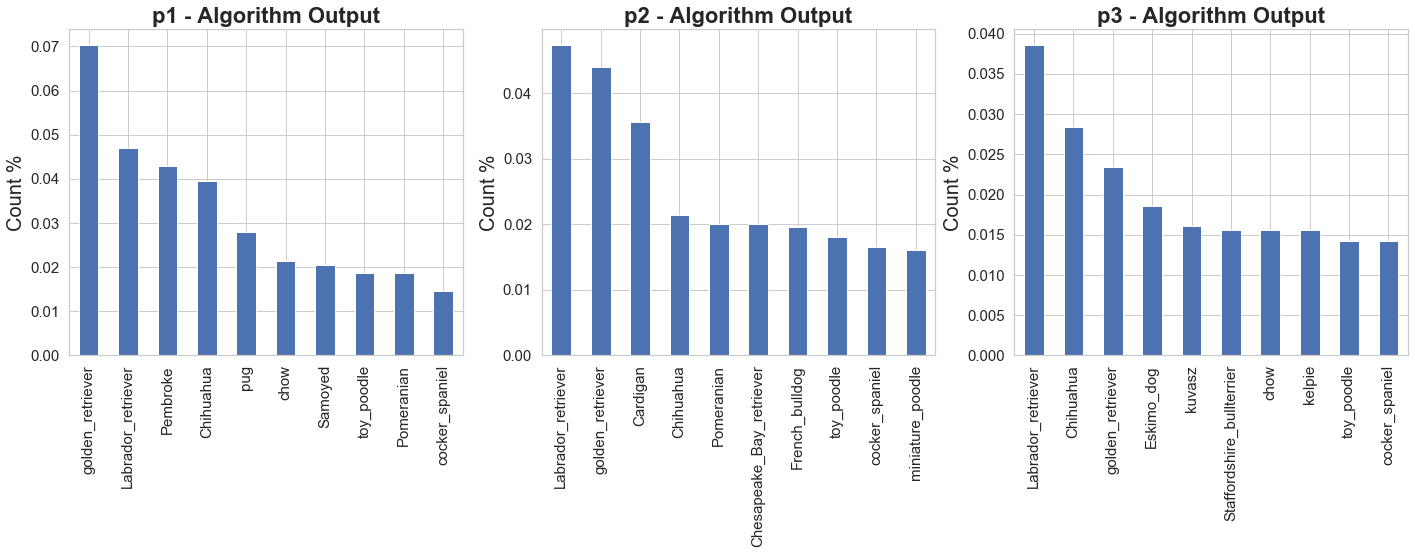 p1 - Algorithm Output
Count %
0.07
0.06
0.05
0.04
0.03
0.02
0.01
0.00
golden_retriever
Labrador_retriever
Pembroke
Chihuahua
pug
chow
Samoyed
toy_poodle
Pomeranian
cocker_spaniel
p2 - Algorithm Output
Count %
0.04
0.03
0.02
0.01
0.00
Labrador_retriever
golden_retriever
Cardigan
Chihuahua
Pomeranian
Chesapeake_Bay_retriever
French_bulldog
toy_poodle
cocker_spaniel
miniature_poodle
p3 - Algorithm Output
Count %
0.040
0.035
0.030
0.025
0.020
0.015
0.010
0.005
0.000
Labrador_retriever
Chihuahua
golden_retriever
Eskimo_dog
kuvasz
Staffordshire_bullterrier
chow
kelpie
toy_poodle
cocker_spaniel